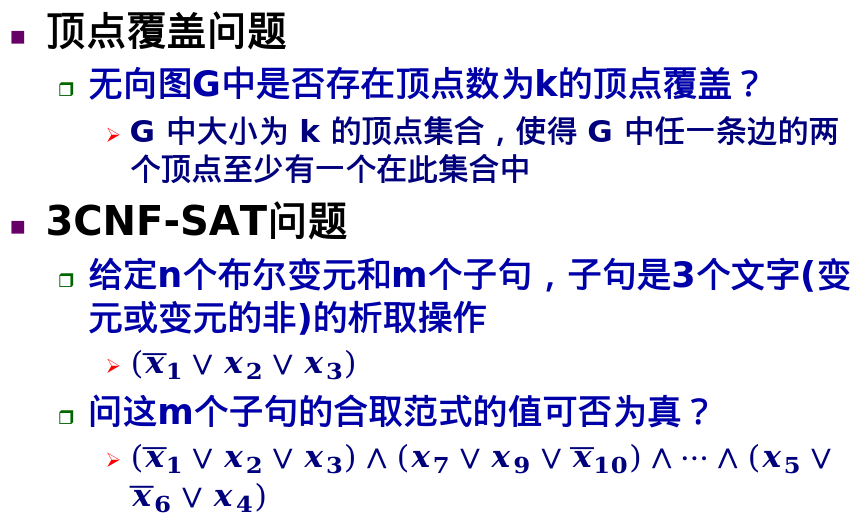 顶点覆盖问题
无向图G中是否存在顶点数为k的顶点覆盖？
G 中大小为 k 的顶点集合，使得 G 中任一条边的两
个顶点至少有一个在此集合中
3CNF-SAT问题
给定n个布尔变元和m个子句，子句是3个文字(变
元或变元的非)的析取操作
(x̅₁ ∨ x₂ ∨ x₃)
问这m个子句的合取范式的值可否为真？
(x̅₁ ∨ x₂ ∨ x₃) ∧ (x₇ ∨ x₉ ∨ x̅₁₀) ∧ ⋯ ∧ (x₅ ∨
x̅₆ ∨ x₄)